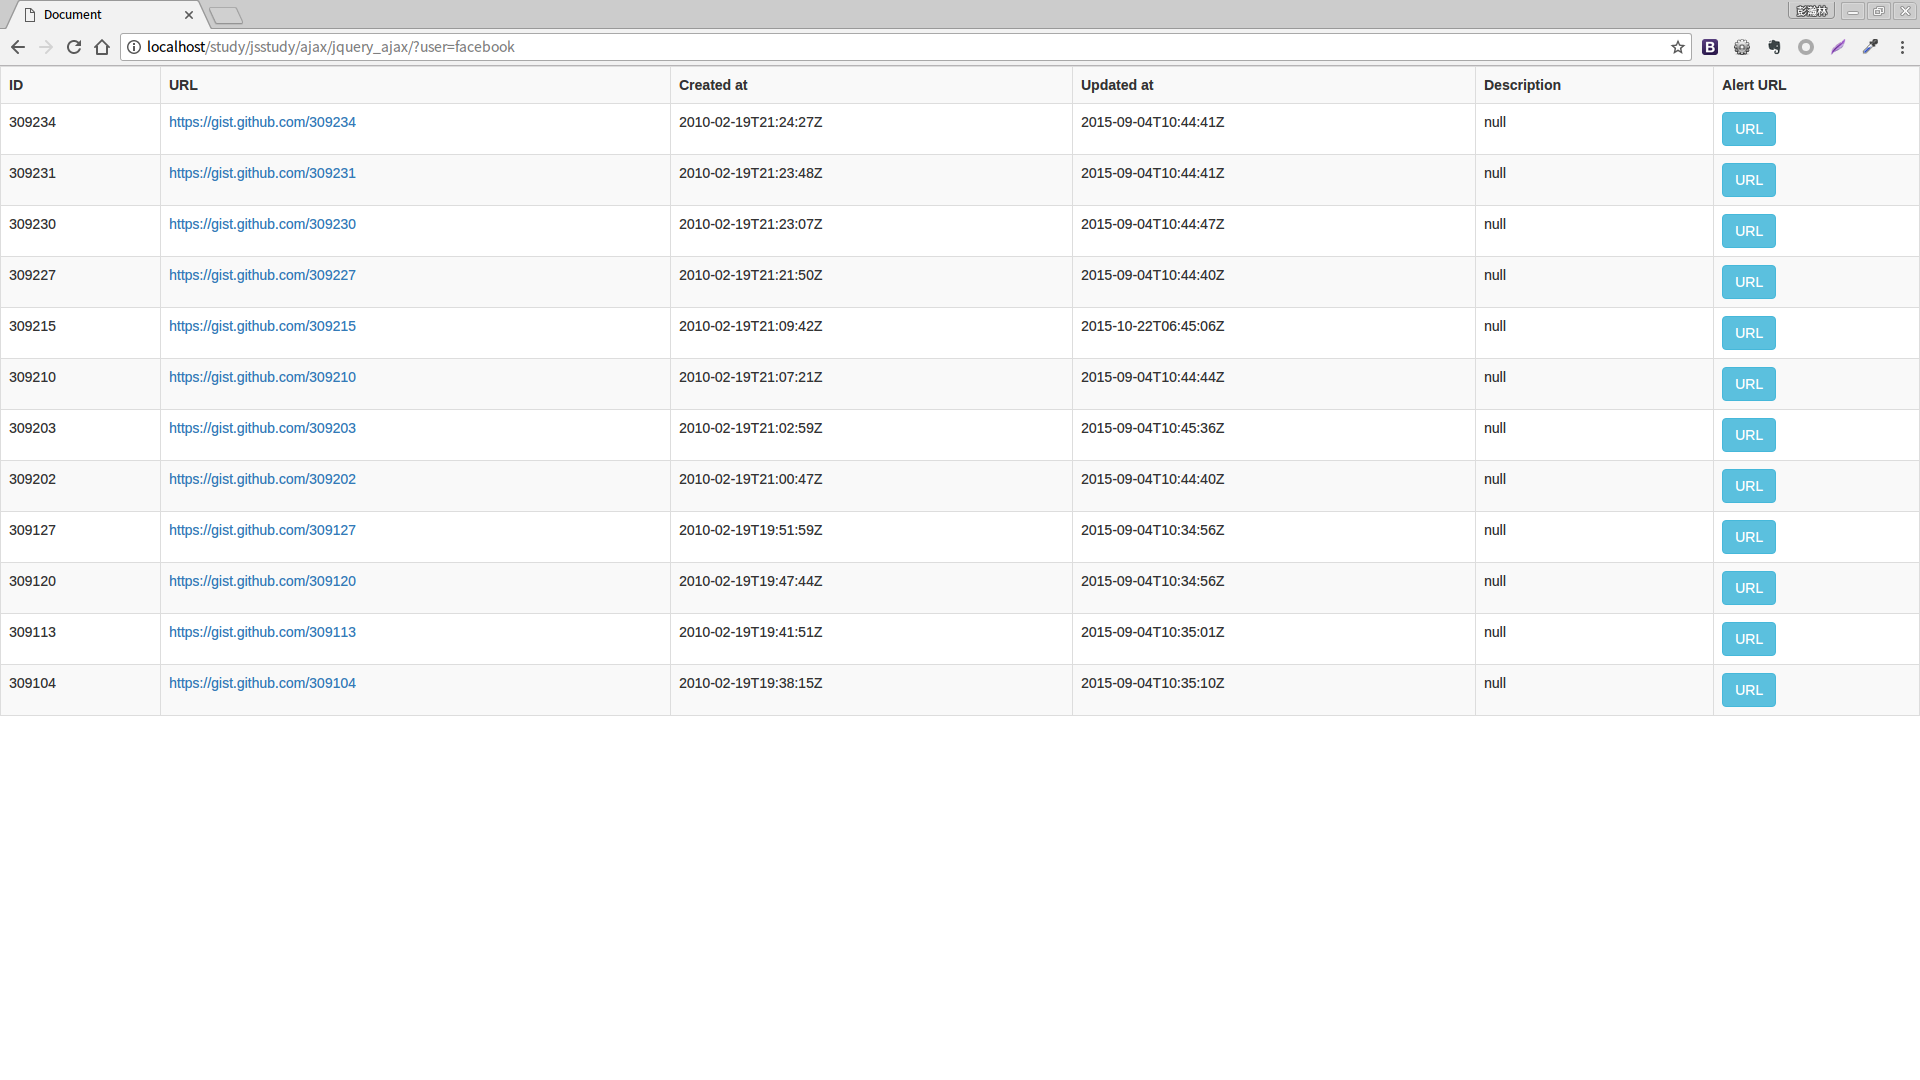 Document
彭瀚林
localhost/study/jsstudy/ajax/jquery_ajax/?user=facebook
B
ID URL Created at Updated at Description Alert URL
309234 https://gist.github.com/309234 2010-02-19T21:24:27Z 2015-09-04T10:44:41Z null URL
309231 https://gist.github.com/309231 2010-02-19T21:23:48Z 2015-09-04T10:44:41Z null URL
309230 https://gist.github.com/309230 2010-02-19T21:23:07Z 2015-09-04T10:44:47Z null URL
309227 https://gist.github.com/309227 2010-02-19T21:21:50Z 2015-09-04T10:44:40Z null URL
309215 https://gist.github.com/309215 2010-02-19T21:09:42Z 2015-10-22T06:45:06Z null URL
309210 https://gist.github.com/309210 2010-02-19T21:07:21Z 2015-09-04T10:44:44Z null URL
309203 https://gist.github.com/309203 2010-02-19T21:02:59Z 2015-09-04T10:45:36Z null URL
309202 https://gist.github.com/309202 2010-02-19T21:00:47Z 2015-09-04T10:44:40Z null URL
309127 https://gist.github.com/309127 2010-02-19T19:51:59Z 2015-09-04T10:34:56Z null URL
309120 https://gist.github.com/309120 2010-02-19T19:47:44Z 2015-09-04T10:34:56Z null URL
309113 https://gist.github.com/309113 2010-02-19T19:41:51Z 2015-09-04T10:35:01Z null URL
309104 https://gist.github.com/309104 2010-02-19T19:38:15Z 2015-09-04T10:35:10Z null URL